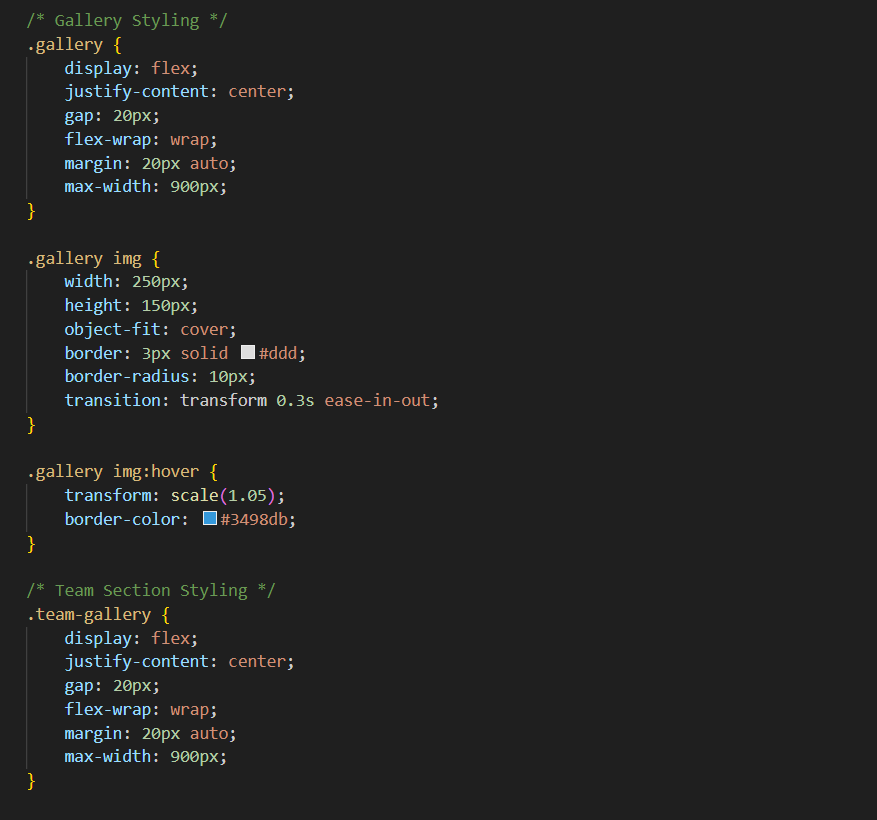 /* Gallery Styling */
.gallery {
    display: flex;
    justify-content: center;
    gap: 20px;
    flex-wrap: wrap;
    margin: 20px auto;
    max-width: 900px;
}

.gallery img {
    width: 250px;
    height: 150px;
    object-fit: cover;
    border: 3px solid #ddd;
    border-radius: 10px;
    transition: transform 0.3s ease-in-out;
}

.gallery img:hover {
    transform: scale(1.05);
    border-color: #3498db;
}

/* Team Section Styling */
.team-gallery {
    display: flex;
    justify-content: center;
    gap: 20px;
    flex-wrap: wrap;
    margin: 20px auto;
    max-width: 900px;
}